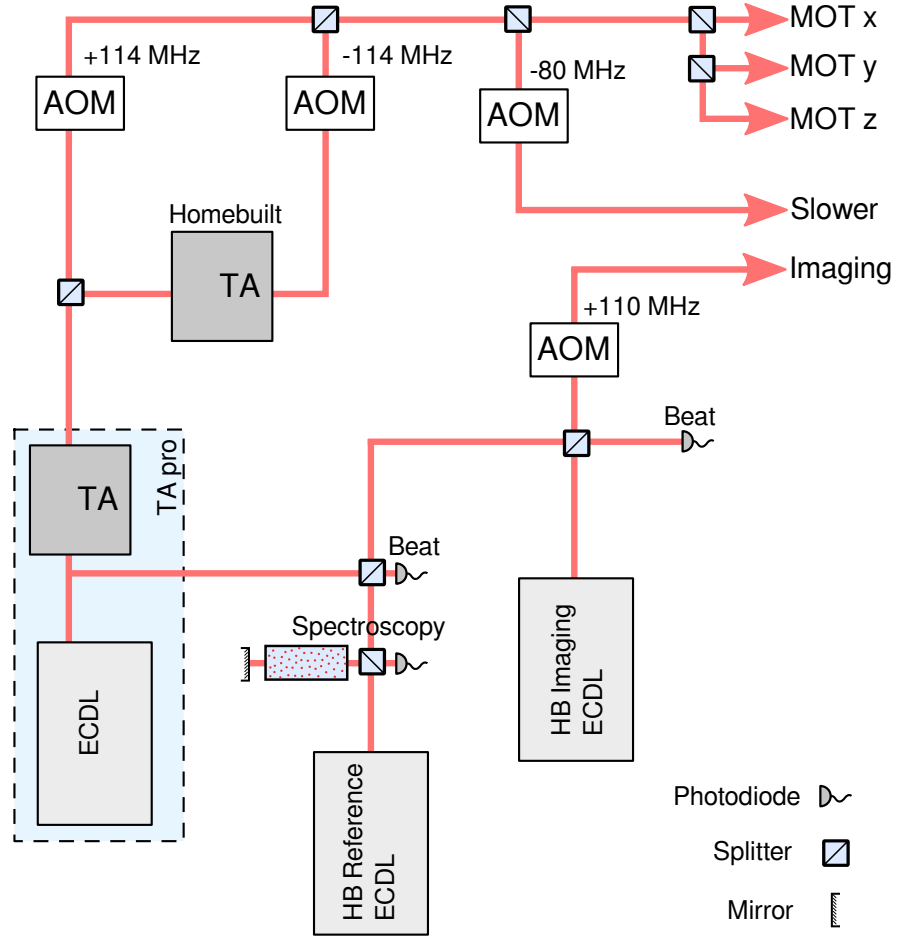 MOT x
+114 MHz
-114 MHz
-80 MHz
MOT y
AOM
AOM
AOM
MOT z
Homebuilt
Slower
TA
Imaging
+110 MHz
AOM
Beat
TA pro
TA
Beat
Spectroscopy
HB Imaging
ECDL
ECDL
HB Reference
ECDL
Photodiode
Splitter
Mirror